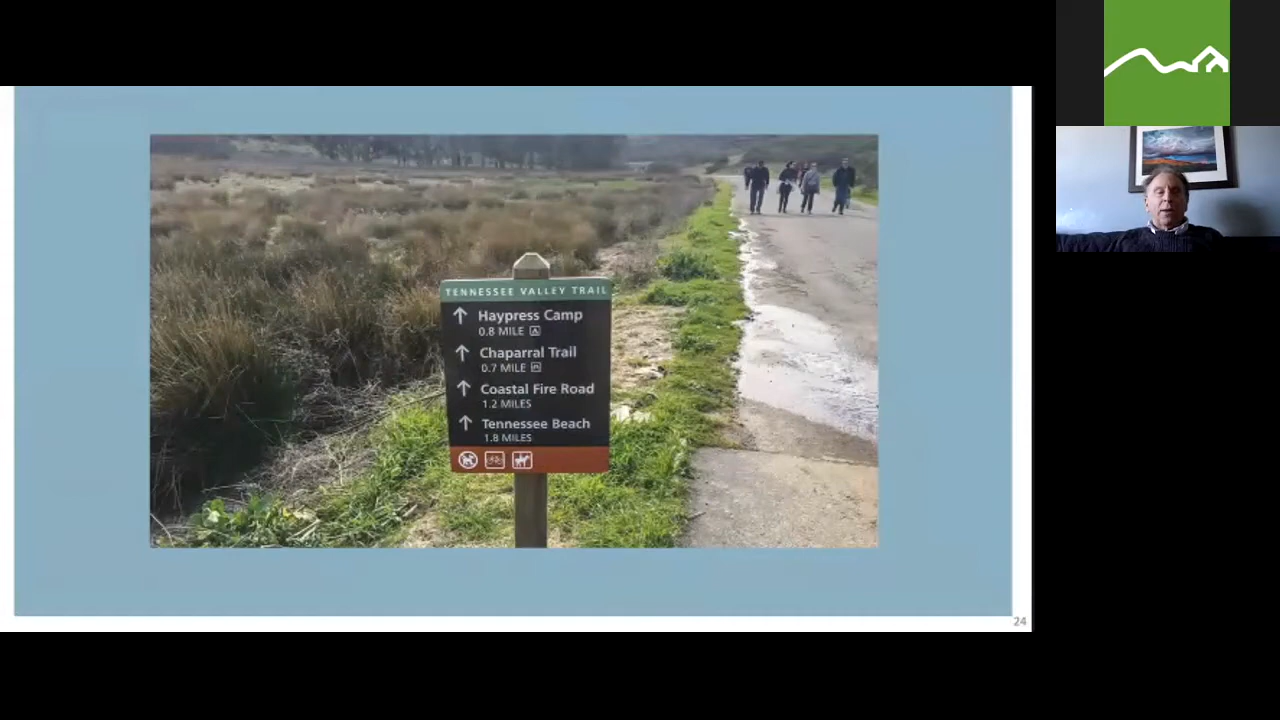 TENNESSEE VALLEY TRAIL
Haypress Camp
0.8 MILE
Chaparral Trail
0.7 MILE
Coastal Fire Road
1.2 MILES
Tennessee Beach
1.8 MILES
24